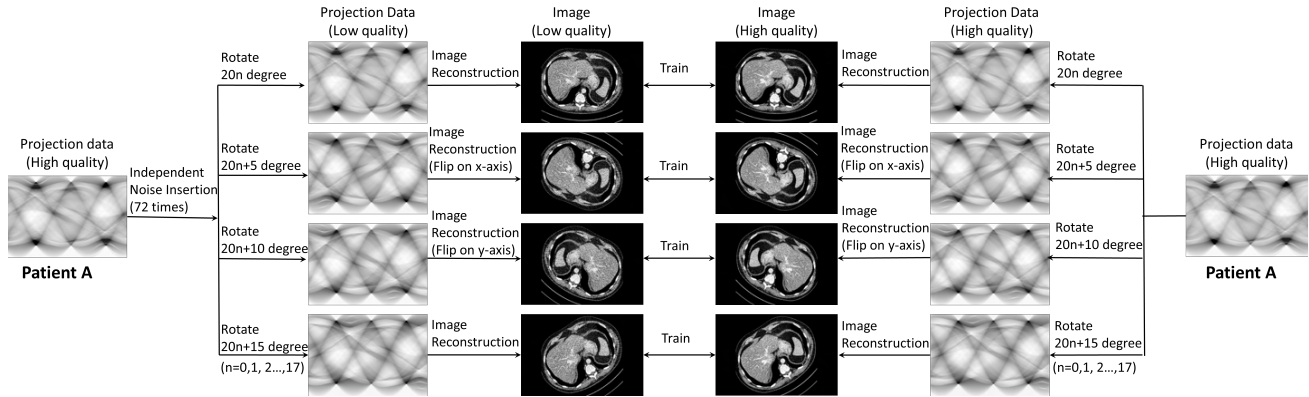 Projection Data
(Low quality)
Image
(Low quality)
Image
(High quality)
Projection Data
(High quality)
Rotate
20n degree
Image
Reconstruction
Train
Image
Reconstruction
Rotate
20n degree
Projection data
(High quality)
Independent
Noise Insertion
(72 times)
Patient A
Rotate
20n+5 degree
Image
Reconstruction
(Flip on x-axis)
Train
Image
Reconstruction
(Flip on x-axis)
Rotate
20n+5 degree
Projection data
(High quality)
Patient A
Rotate
20n+10 degree
Image
Reconstruction
(Flip on y-axis)
Train
Image
Reconstruction
(Flip on y-axis)
Rotate
20n+10 degree
Rotate
20n+15 degree
(n=0,1, 2...,17)
Image
Reconstruction
Train
Image
Reconstruction
Rotate
20n+15 degree
(n=0,1, 2...,17)